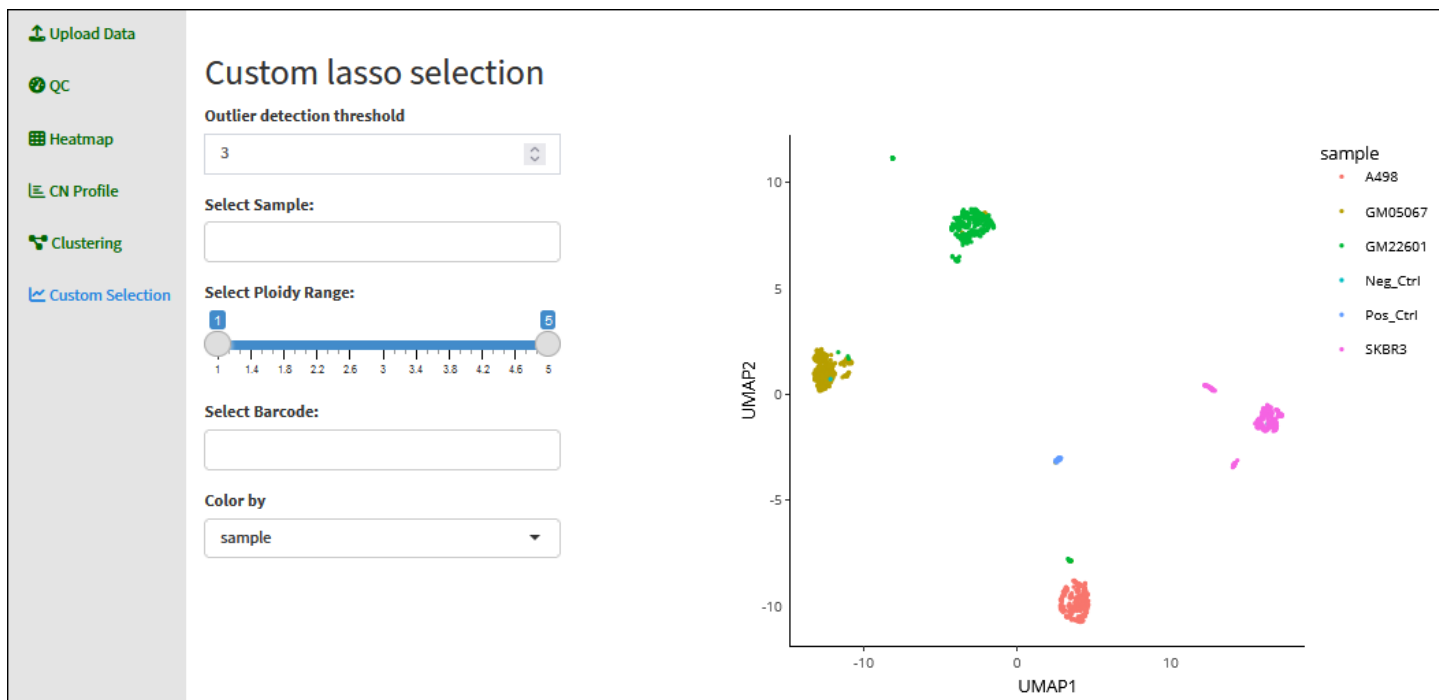 Upload Data
QC
Heatmap
CN Profile
Clustering
Custom Selection
Custom lasso selection
Outlier detection threshold
3
Select Sample:
Select Ploidy Range:
1 5
1 1.4 1.8 2.2 2.6 3 3.4 3.8 4.2 4.6 5
Select Barcode:
Color by
sample
UMAP2
10
5
0
-5
-10
-10 0 10
UMAP1
sample
A498
GM05067
GM22601
Neg_Ctrl
Pos_Ctrl
SKBR3